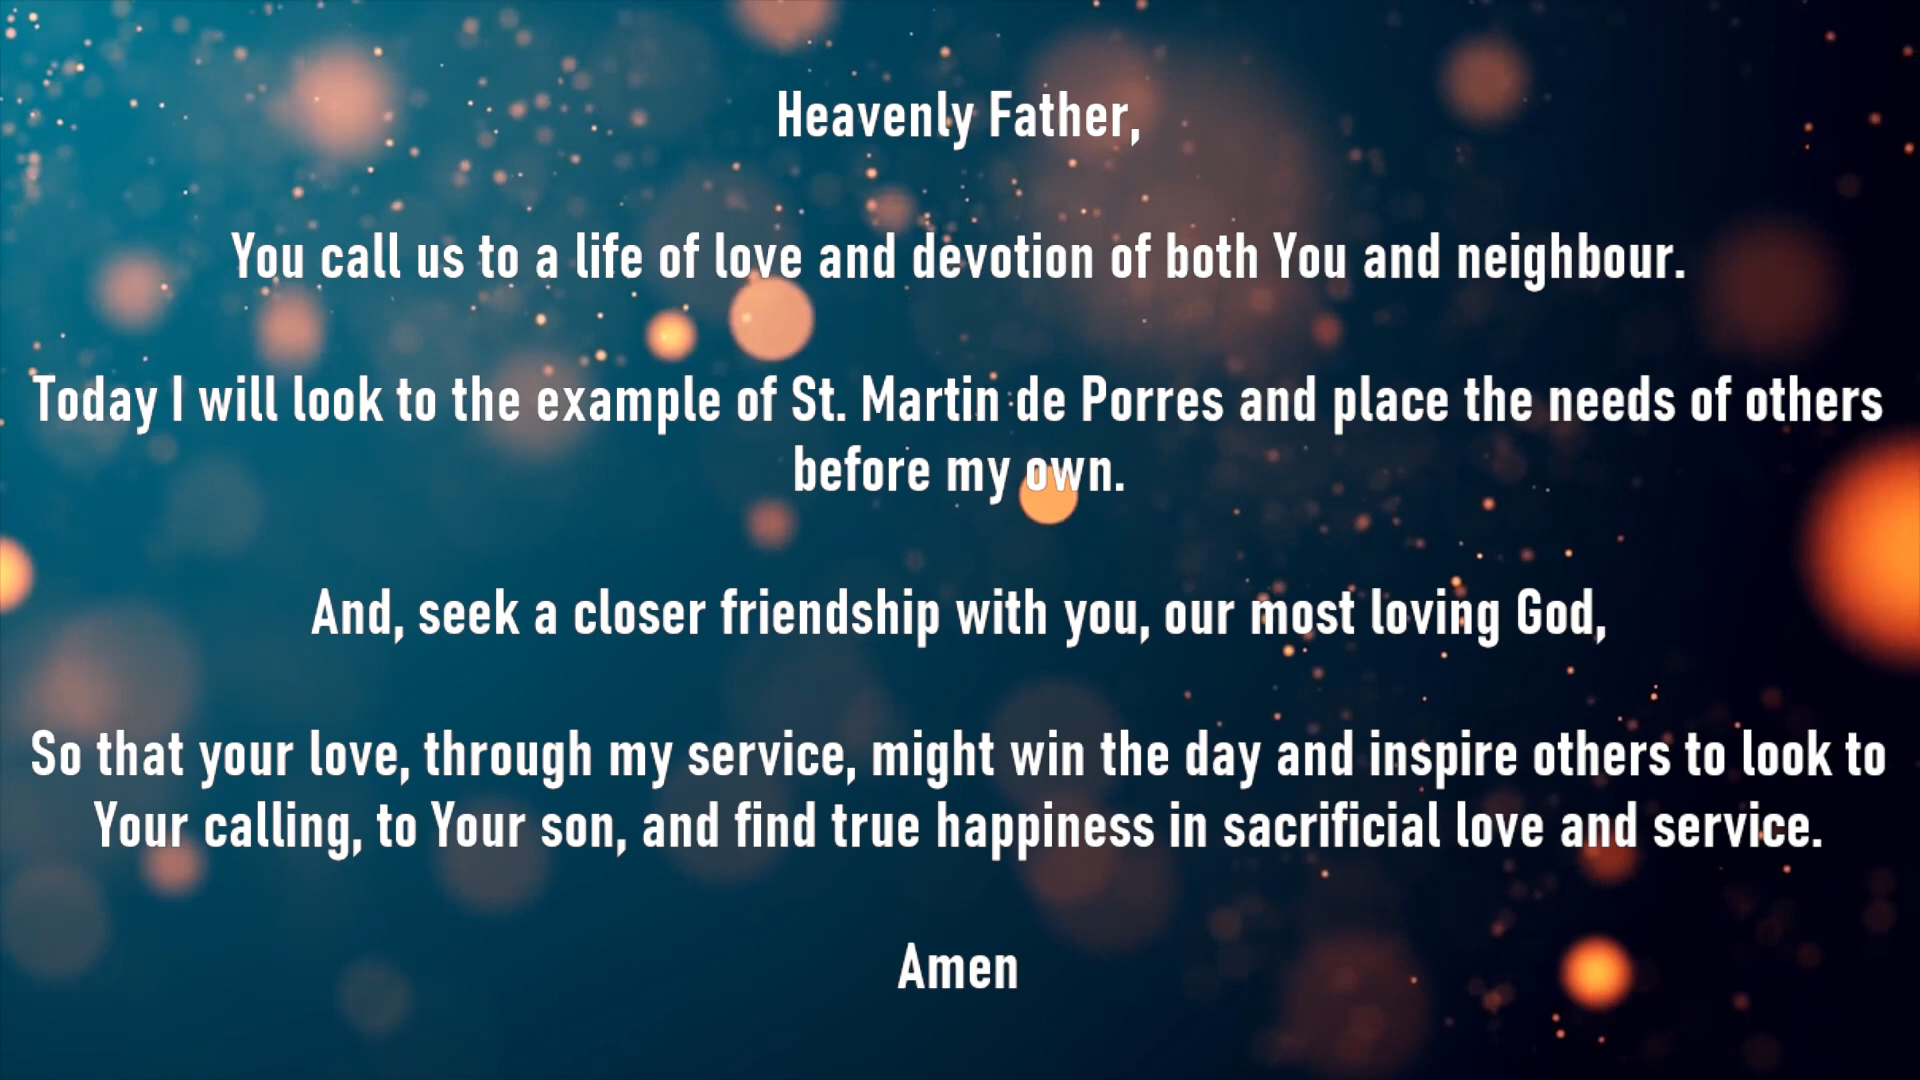 Heavenly Father,
You call us to a life of love and devotion of both You and neighbour.
Today I will look to the example of St. Martin de Porres and place the needs of others
before my own.
And, seek a closer friendship with you, our most loving God,
So that your love, through my service, might win the day and inspire others to look to
Your calling, to Your son, and find true happiness in sacrificial love and service.
Amen